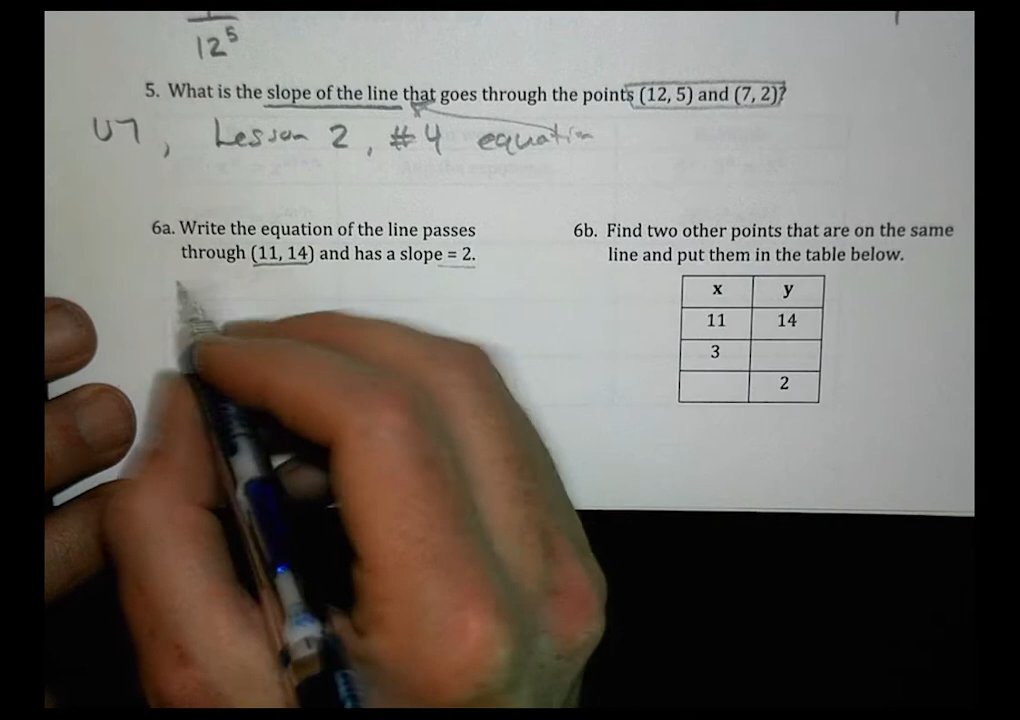 12⁵
5. What is the slope of the line that goes through the points (12, 5) and (7, 2)?
U7, Lesson 2, #4 equation
6a. Write the equation of the line passes
through (11, 14) and has a slope = 2.
6b. Find two other points that are on the same
line and put them in the table below.
x y
11 14
3
2